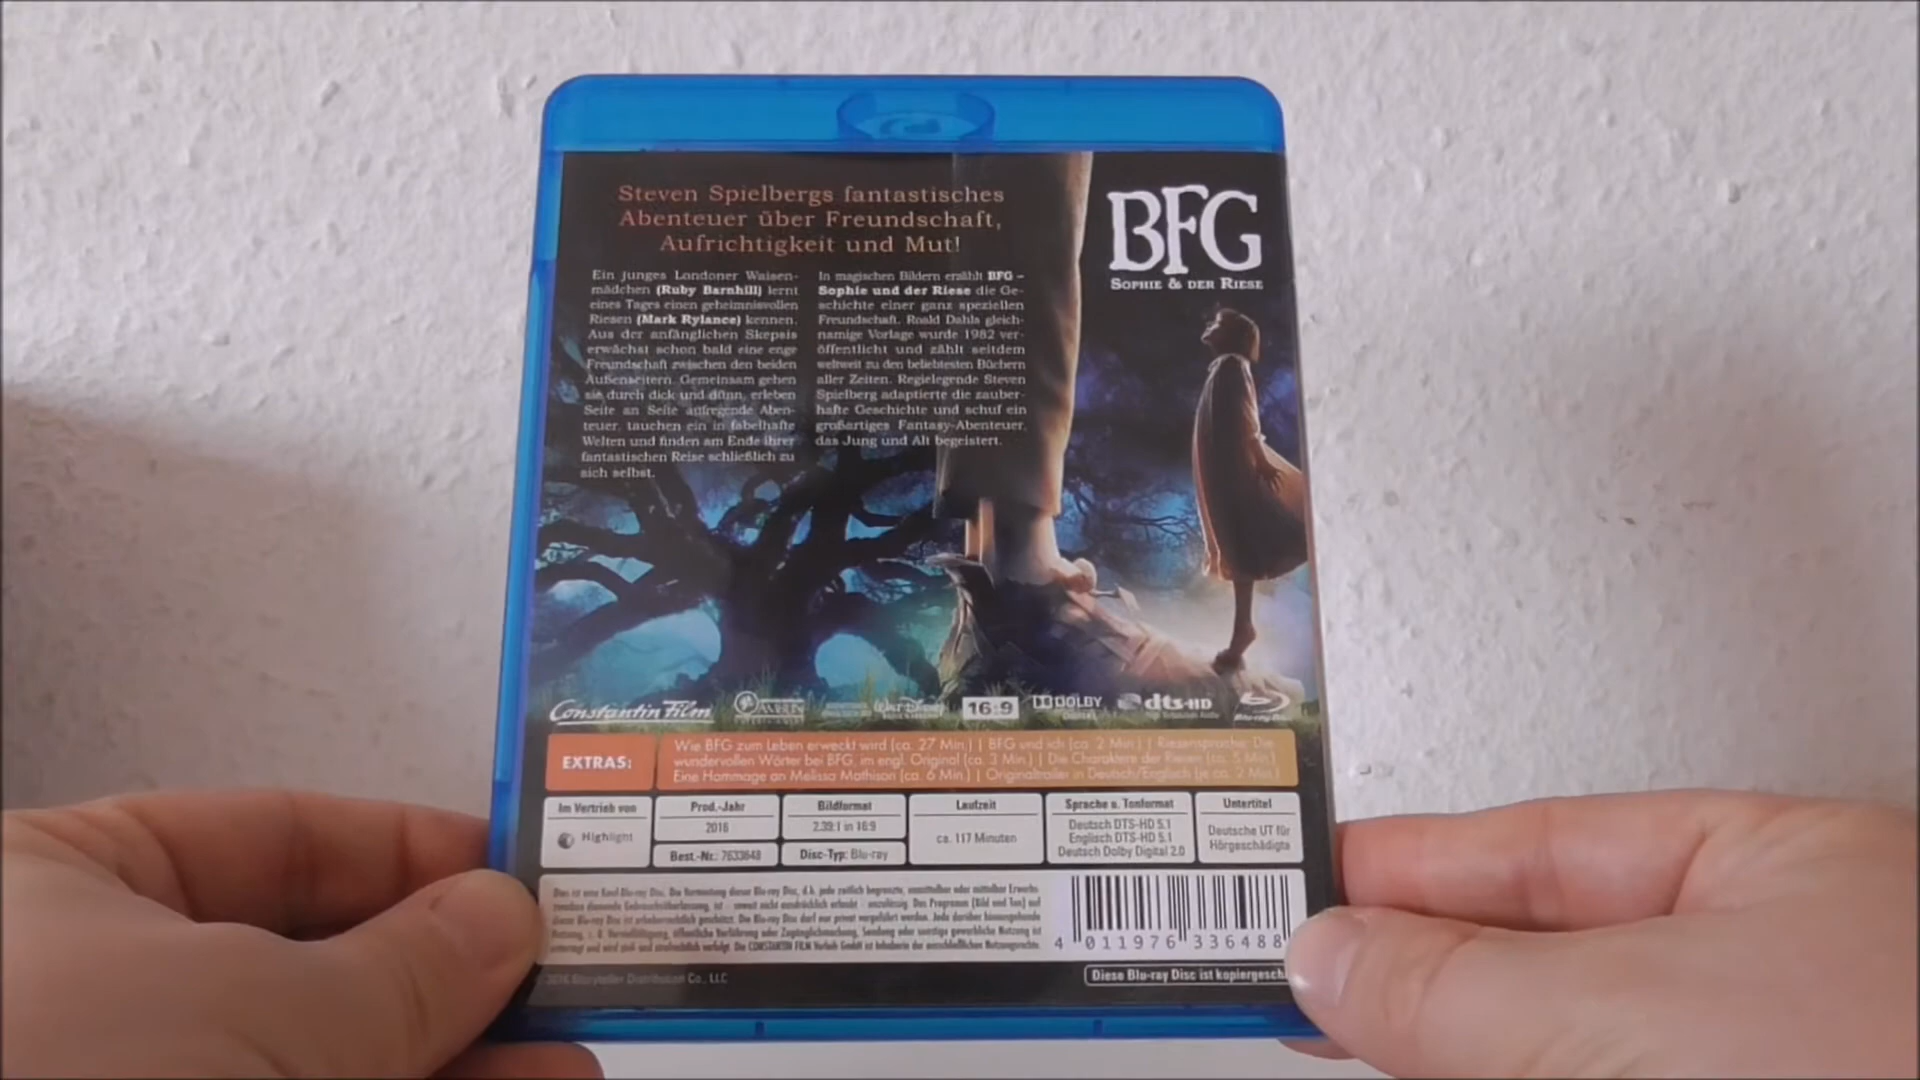 Steven Spielbergs fantastisches
Abenteuer über Freundschaft,
Aufrichtigkeit und Mut!
BFG
SOPHIE & DER RIESE
Ein junges Londoner Waisen-
mädchen (Ruby Barnhill) lernt
eines Tages einen geheimnisvollen
Riesen (Mark Rylance) kennen.
Aus der anfänglichen Skepsis
erwächst schon bald eine enge
Freundschaft zwischen den beiden
Außenseitern. Gemeinsam gehen
sie durch dick und dünn, erleben
Seite an Seite aufregende Aben-
teuer, tauchen ein in fabelhafte
Welten und finden am Ende ihrer
fantastischen Reise schließlich zu
sich selbst.
In magischen Bildern erzählt BFG –
Sophie und der Riese die Ge-
schichte einer ganz speziellen
Freundschaft. Roald Dahls gleich-
namige Vorlage wurde 1982 ver-
öffentlicht und zählt seitdem
weltweit zu den beliebtesten Büchern
aller Zeiten. Regielegende Steven
Spielberg adaptierte die zauber-
hafte Geschichte und schuf ein
großartiges Fantasy-Abenteuer,
das Jung und Alt begeistert.
Constantin Film
AMBLIN
WALT DISNEY
16:9
DOLBY
DIGITAL
dts-HD
Blu-ray Disc
EXTRAS:
Wie BFG zum Leben erweckt wird (ca. 27 Min.) | BFG und ich (ca. 2 Min.) | Riesensprache: Die
wundervollen Wörter bei BFG, im engl. Original (ca. 3 Min.) | Die Charaktere der Riesen (ca. 5 Min.)
Eine Hommage an Melissa Mathison (ca. 6 Min.) | Originaltrailer in Deutsch/Englisch (je ca. 2 Min.)
Im Vertrieb von
Highlight
Prod.-Jahr
2016
Best.-Nr.: 7633648
Bildformat
2.39:1 in 16:9
Disc-Typ: Blu-ray
Laufzeit
ca. 117 Minuten
Sprache u. Tonformat
Deutsch DTS-HD 5.1
Englisch DTS-HD 5.1
Deutsch Dolby Digital 2.0
Untertitel
Deutsche UT für
Hörgeschädigte
4 011976 336488
2016 Storyteller Distribution Co., LLC
Diese Blu-ray Disc ist kopiergesch